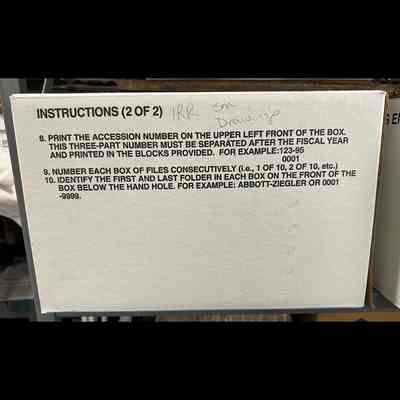 INSTRUCTIONS (2 OF 2) IRR SM
Drawings
8. PRINT THE ACCESSION NUMBER ON THE UPPER LEFT FRONT OF THE BOX.
THIS THREE-PART NUMBER MUST BE SEPARATED AFTER THE FISCAL YEAR
AND PRINTED IN THE BLOCKS PROVIDED. FOR EXAMPLE:123-95
0001
9. NUMBER EACH BOX OF FILES CONSECUTIVELY (i.e., 1 OF 10, 2 OF 10, etc.)
10. IDENTIFY THE FIRST AND LAST FOLDER IN EACH BOX ON THE FRONT OF THE
BOX BELOW THE HAND HOLE. FOR EXAMPLE: ABBOTT-ZIEGLER OR 0001
-9999.